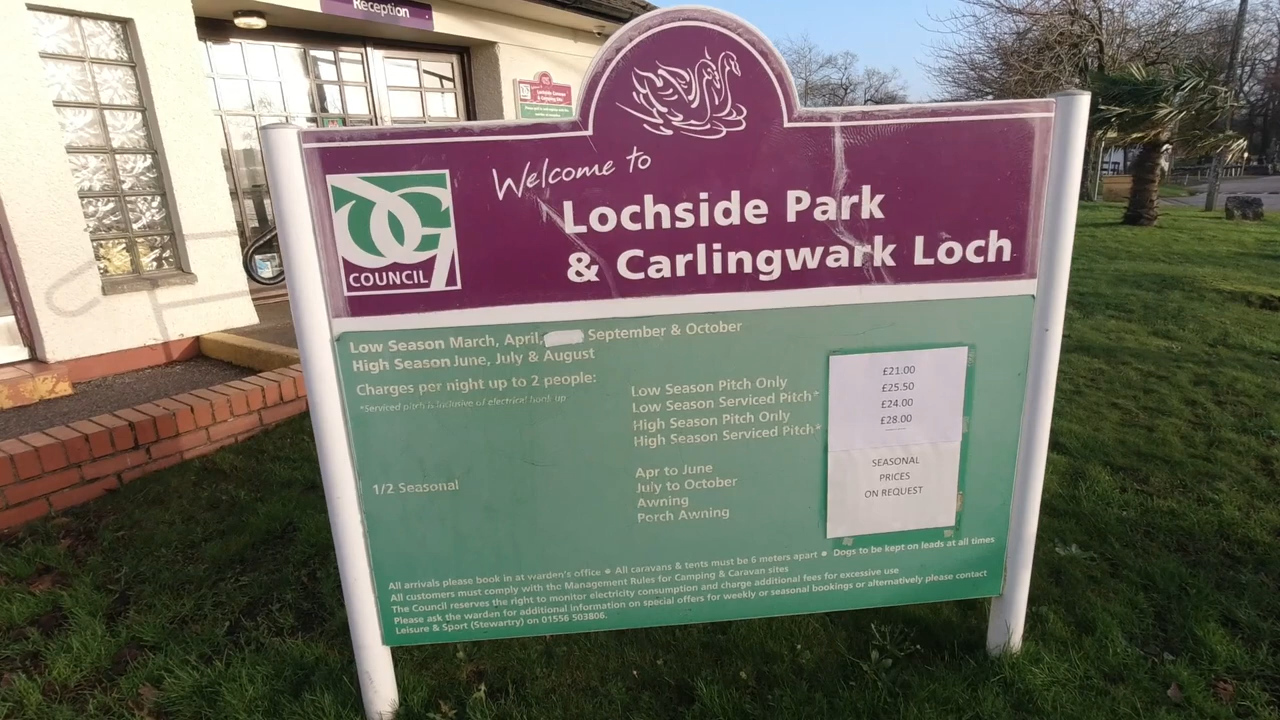 Reception
Welcome to
Lochside Park
& Carlingwark Loch
DG
COUNCIL
Low Season March, April, September & October
High Season June, July & August
Charges per night up to 2 people:
*Serviced pitch is inclusive of electrical hook up
Low Season Pitch Only £21.00
Low Season Serviced Pitch* £25.50
High Season Pitch Only £24.00
High Season Serviced Pitch* £28.00
1/2 Seasonal
Apr to June
July to October
Awning
Porch Awning
SEASONAL
PRICES
ON REQUEST
All arrivals please book in at warden's office • All caravans & tents must be 6 meters apart • Dogs to be kept on leads at all times
All customers must comply with the Management Rules for Camping & Caravan sites
The Council reserves the right to monitor electricity consumption and charge additional fees for excessive use
Please ask the warden for additional information on special offers for weekly or seasonal bookings or alternatively please contact
Leisure & Sport (Stewartry) on 01556 503806.